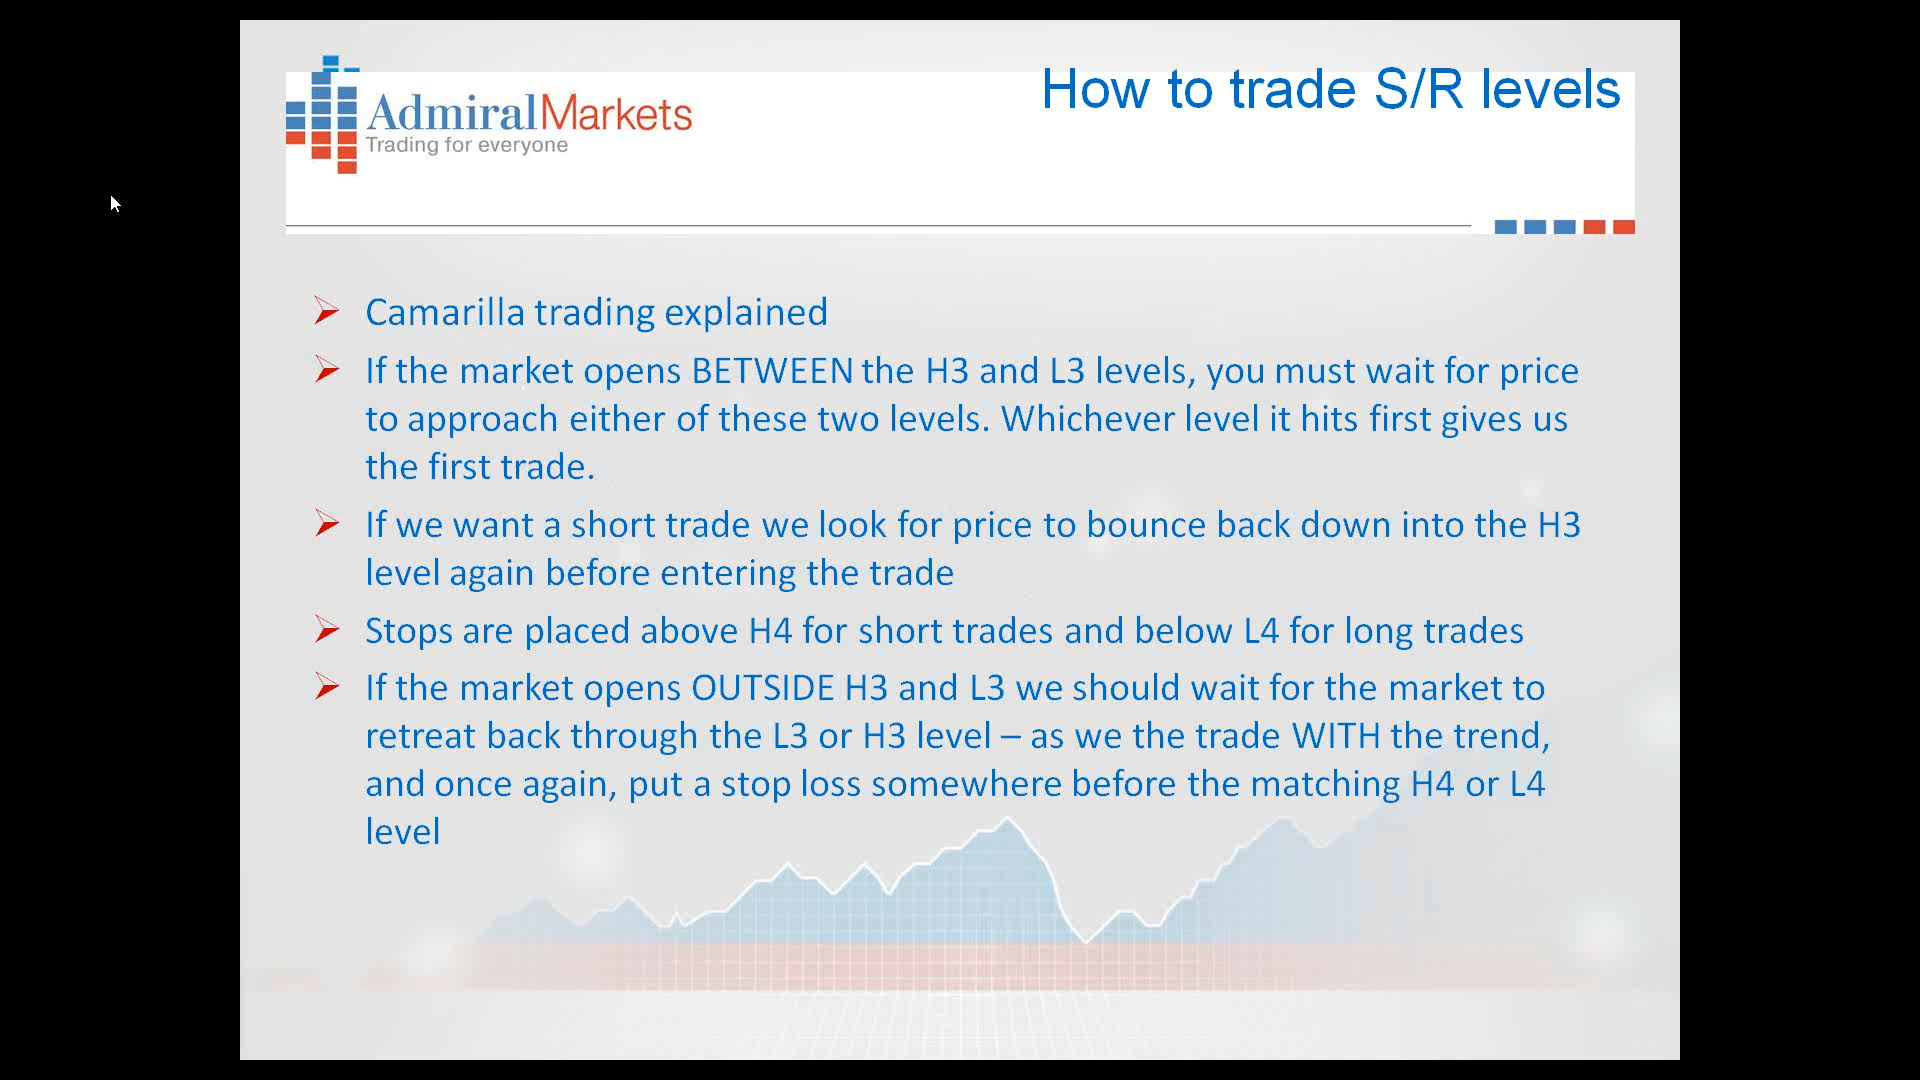 How to trade S/R levels
AdmiralMarkets
Trading for everyone
Camarilla trading explained
If the market opens BETWEEN the H3 and L3 levels, you must wait for price
to approach either of these two levels. Whichever level it hits first gives us
the first trade.
If we want a short trade we look for price to bounce back down into the H3
level again before entering the trade
Stops are placed above H4 for short trades and below L4 for long trades
If the market opens OUTSIDE H3 and L3 we should wait for the market to
retreat back through the L3 or H3 level – as we the trade WITH the trend,
and once again, put a stop loss somewhere before the matching H4 or L4
level